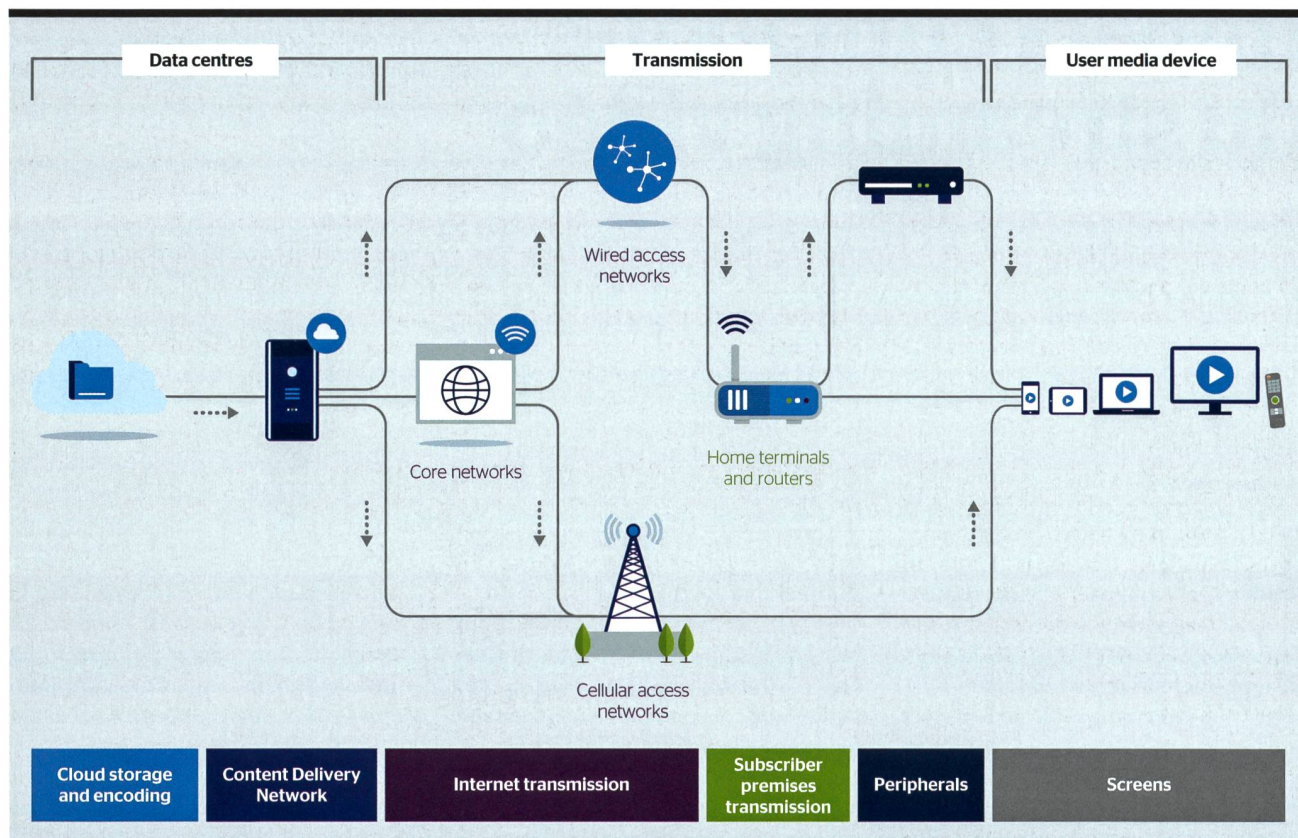 Data centres
Transmission
User media device
Wired access
networks
Core networks
Home terminals
and routers
Cellular access
networks
Cloud storage
and encoding
Content Delivery
Network
Internet transmission
Subscriber
premises
transmission
Peripherals
Screens